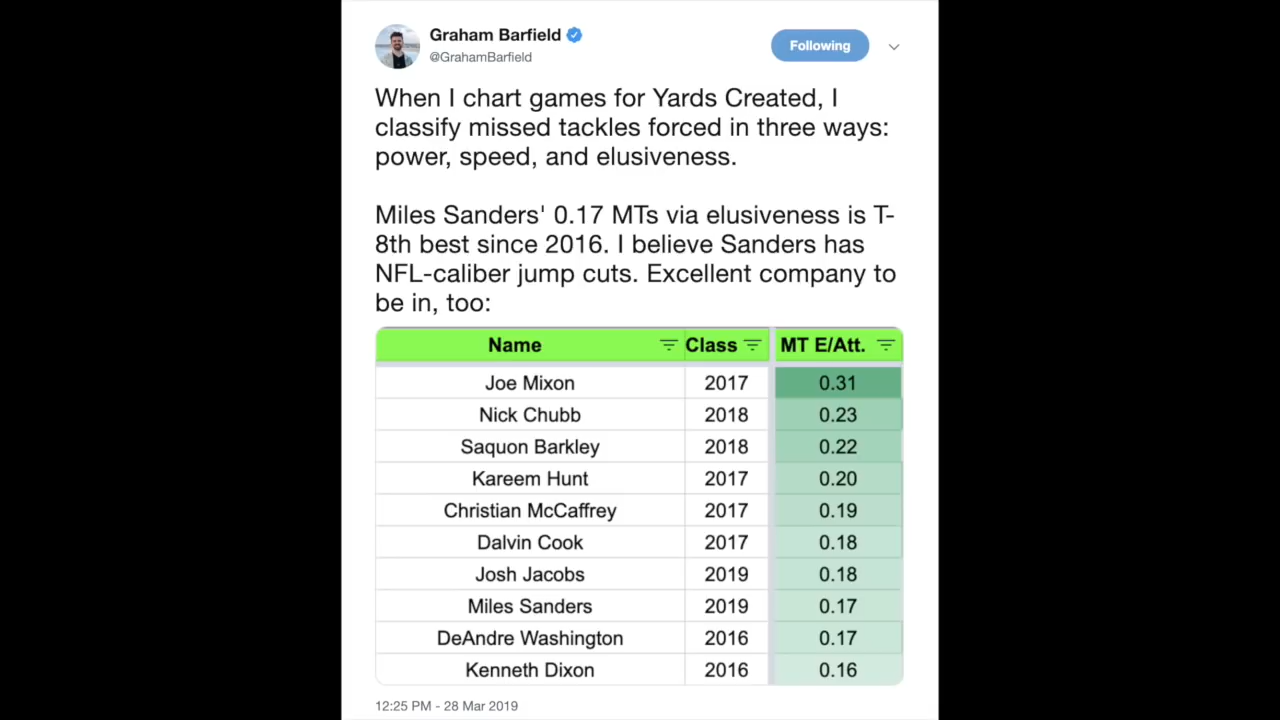 Graham Barfield
@GrahamBarfield
Following
When I chart games for Yards Created, I
classify missed tackles forced in three ways:
power, speed, and elusiveness.
Miles Sanders' 0.17 MTs via elusiveness is T-
8th best since 2016. I believe Sanders has
NFL-caliber jump cuts. Excellent company to
be in, too:
Name Class MT E/Att.
Joe Mixon 2017 0.31
Nick Chubb 2018 0.23
Saquon Barkley 2018 0.22
Kareem Hunt 2017 0.20
Christian McCaffrey 2017 0.19
Dalvin Cook 2017 0.18
Josh Jacobs 2019 0.18
Miles Sanders 2019 0.17
DeAndre Washington 2016 0.17
Kenneth Dixon 2016 0.16
12:25 PM - 28 Mar 2019